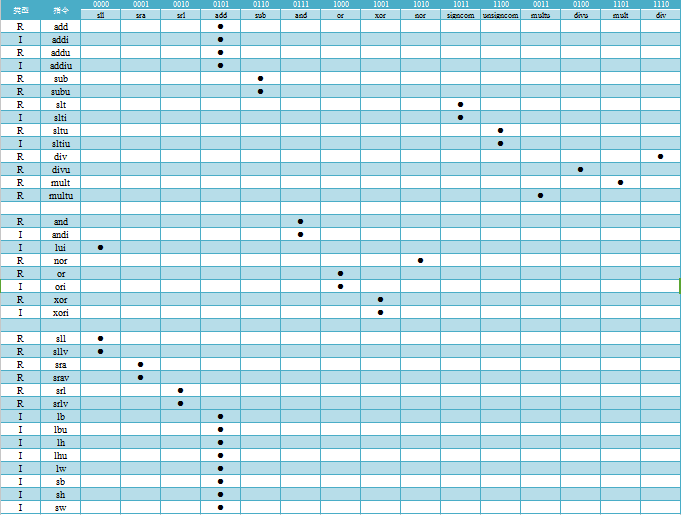 类型 指令 0000 0001 0010 0101 0110 0111 1000 1001 1010 1011 1100 0011 0100 1101 1110
sll sra srl add sub and or xor nor signcom unsigncom multu divu mult div
R add ●
I addi ●
R addu ●
I addiu ●
R sub ●
R subu ●
R slt ●
I slti ●
R sltu ●
I sltiu ●
R div ●
R divu ●
R mult ●
R multu ●
R and ●
I andi ●
I lui ●
R nor ●
R or ●
I ori ●
R xor ●
I xori ●
R sll ●
R sllv ●
R sra ●
R srav ●
R srl ●
R srlv ●
I lb ●
I lbu ●
I lh ●
I lhu ●
I lw ●
I sb ●
I sh ●
I sw ●